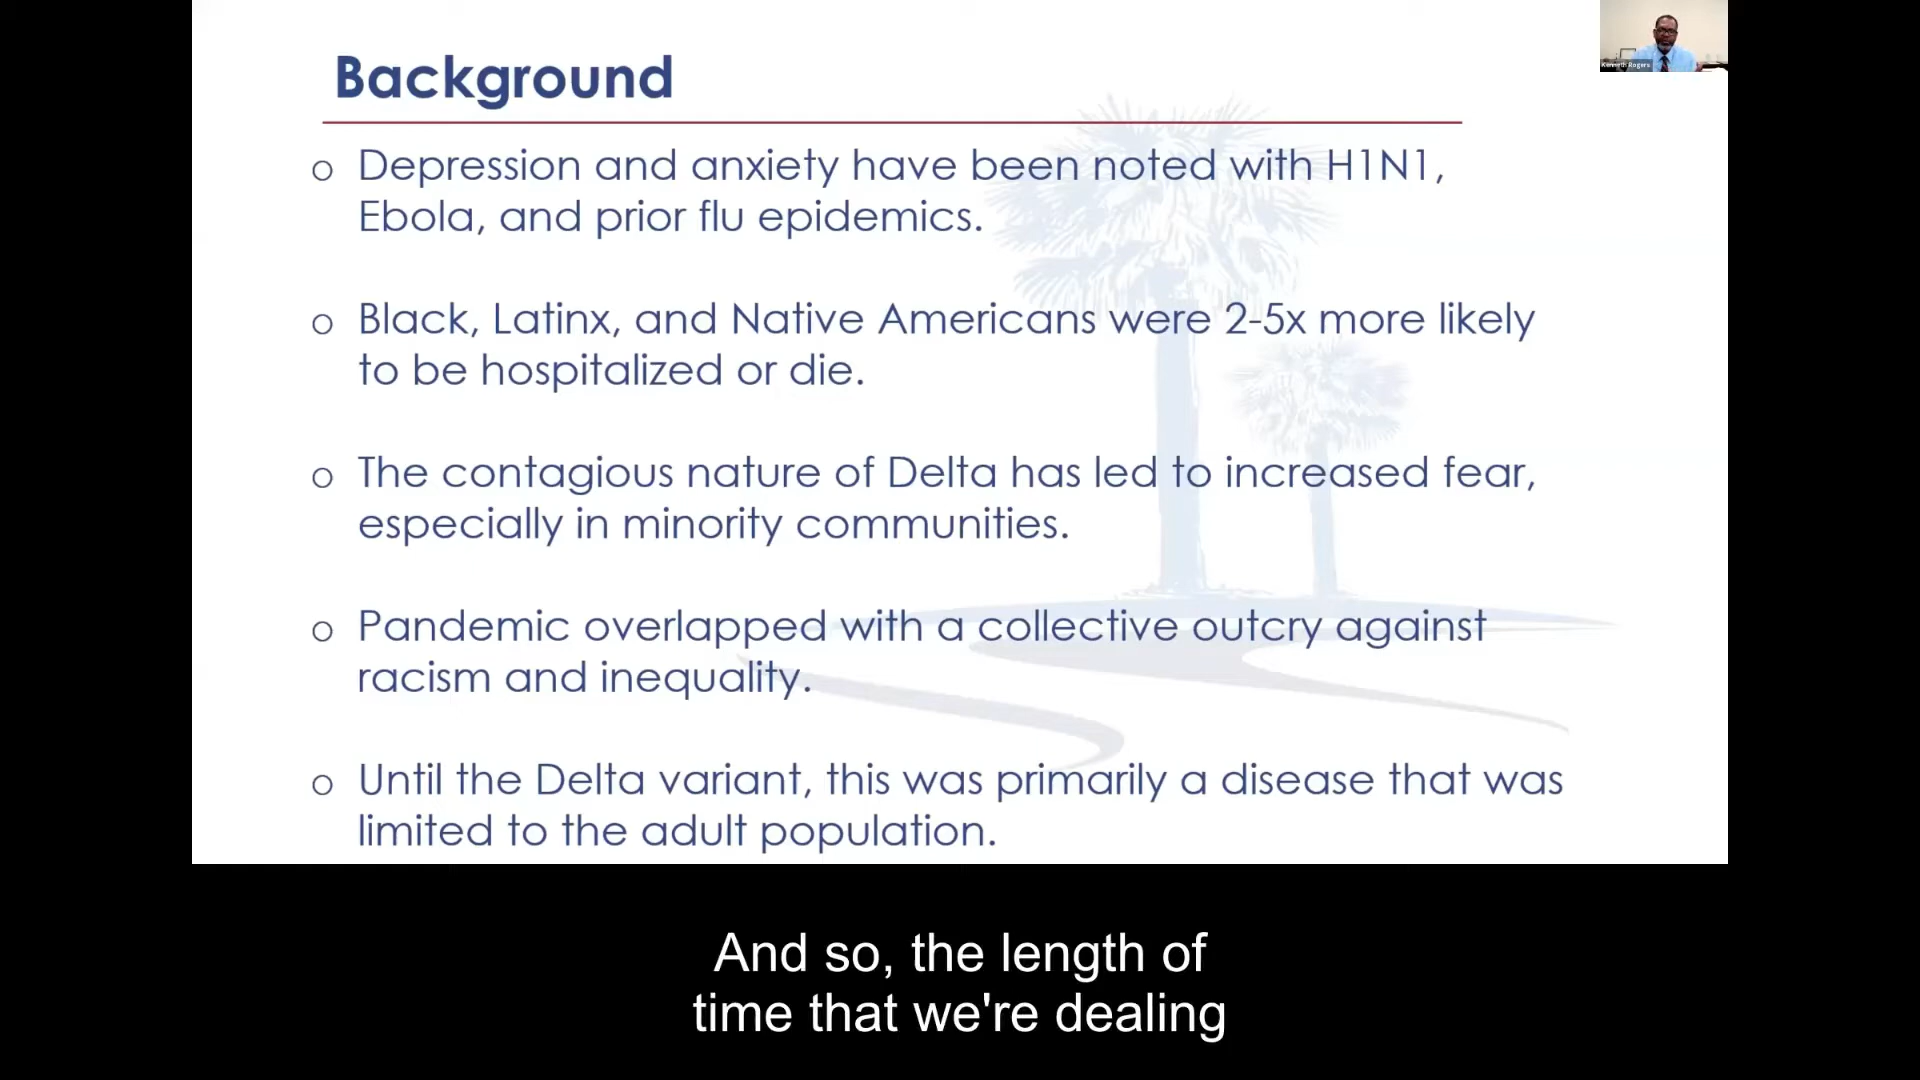 Background
Kenneth Rogers
o Depression and anxiety have been noted with H1N1,
Ebola, and prior flu epidemics.
o Black, Latinx, and Native Americans were 2-5x more likely
to be hospitalized or die.
o The contagious nature of Delta has led to increased fear,
especially in minority communities.
o Pandemic overlapped with a collective outcry against
racism and inequality.
o Until the Delta variant, this was primarily a disease that was
limited to the adult population.
And so, the length of
time that we're dealing